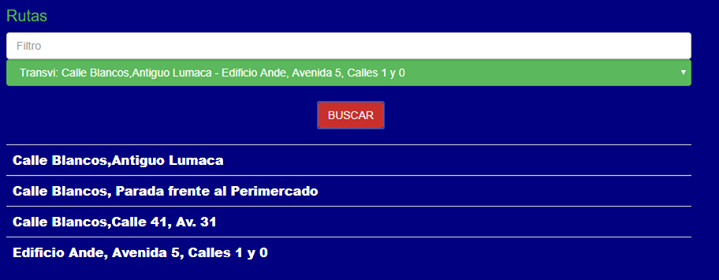 Rutas
Filtro
Transvi: Calle Blancos,Antiguo Lumaca - Edificio Ande, Avenida 5, Calles 1 y 0
BUSCAR
Calle Blancos,Antiguo Lumaca
Calle Blancos, Parada frente al Perimercado
Calle Blancos,Calle 41, Av. 31
Edificio Ande, Avenida 5, Calles 1 y 0